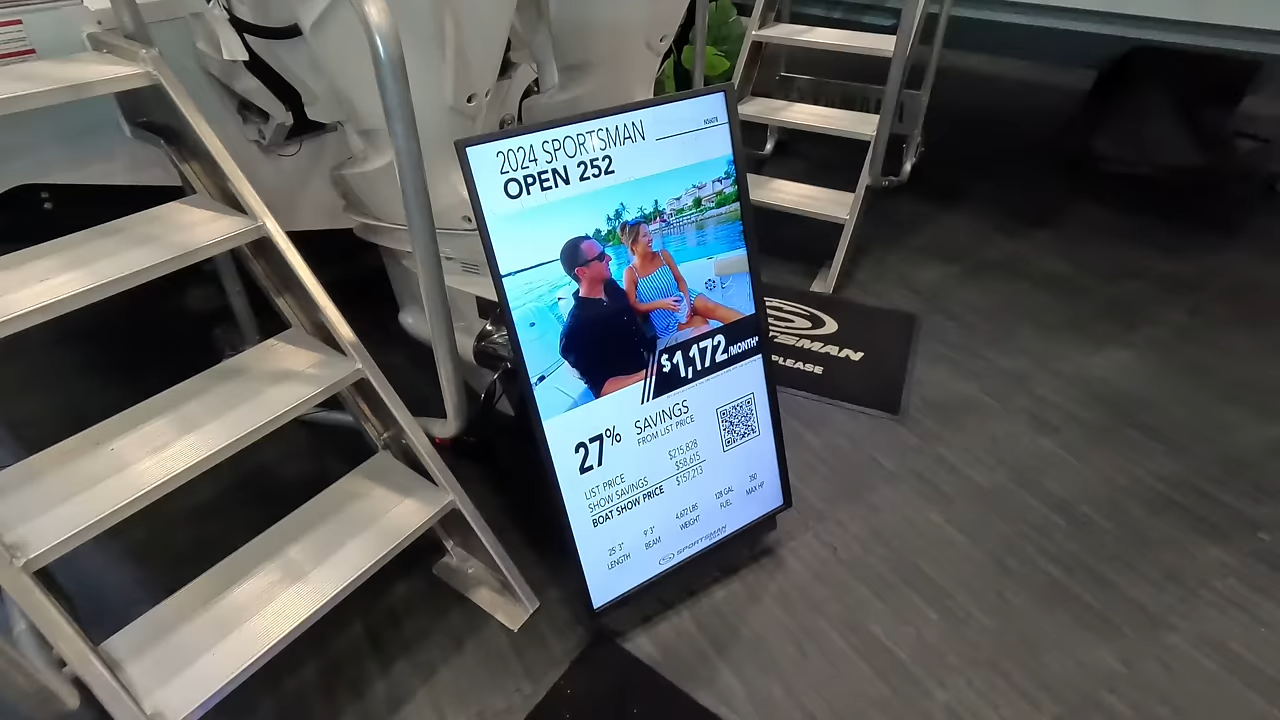 2024 SPORTSMAN
OPEN 252
$1,172/MONTH*
27% SAVINGS
FROM LIST PRICE
LIST PRICE $215,828
SHOW SAVINGS $58,615
BOAT SHOW PRICE $157,213
25' 3" LENGTH
9' 3" BEAM
4,672 LBS WEIGHT
128 GAL FUEL
350 MAX HP
SPORTSMAN
PLEASE